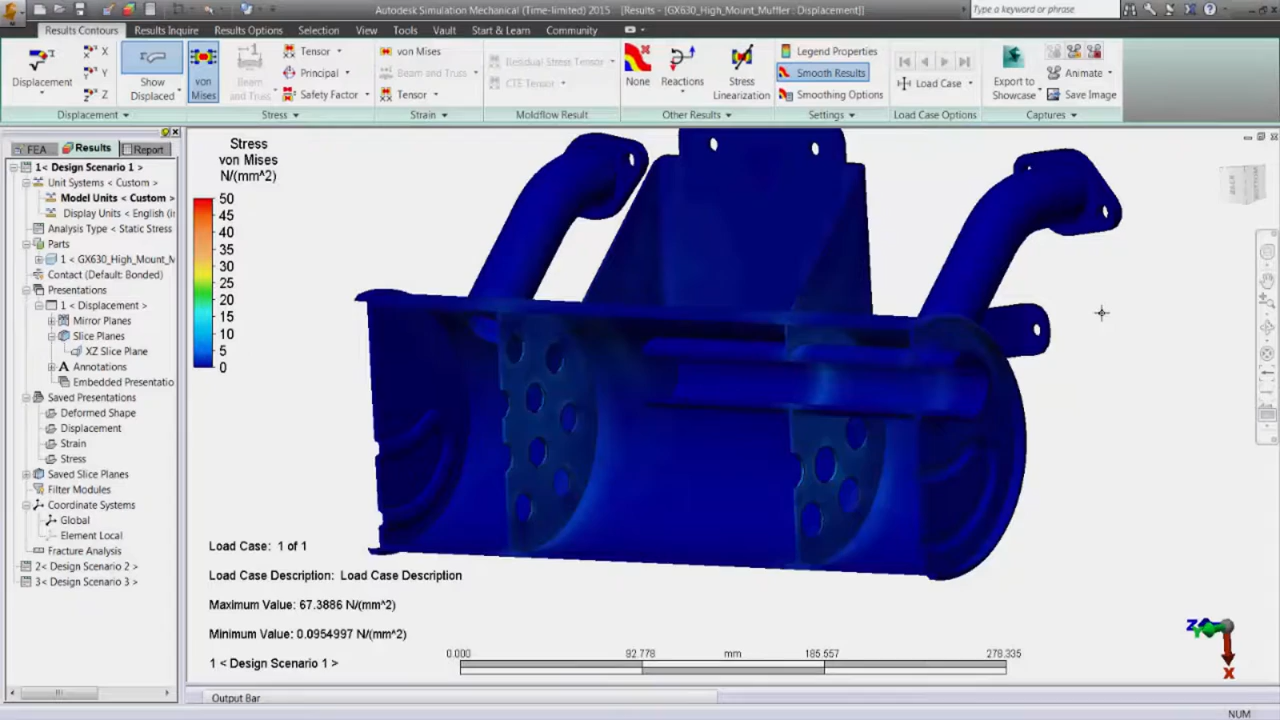 Autodesk Simulation Mechanical (Time-limited) 2015 [Results - [GX630_High_Mount_Muffler : Displacement]]
Type a keyword or phrase
Results Contours
Results Inquire
Results Options
Selection
View
Tools
Vault
Start & Learn
Community
Displacement
X
Y
Z
Show Displaced
von Mises
Beam and Truss
Tensor
Principal
Safety Factor
von Mises
Beam and Truss
Tensor
Residual Stress Tensor
CTE Tensor
None
Reactions
Stress Linearization
Legend Properties
Smooth Results
Smoothing Options
Load Case
Export to Showcase
Animate
Save Image
Displacement
Stress
Strain
Moldflow Result
Other Results
Settings
Load Case Options
Captures
FEA
Results
Report
1< Design Scenario 1 >
Unit Systems < Custom >
Model Units < Custom >
Display Units < English (in
Analysis Type < Static Stress
Parts
1 < GX630_High_Mount_M
Contact (Default: Bonded)
Presentations
1 < Displacement >
Mirror Planes
Slice Planes
XZ Slice Plane
A Annotations
Embedded Presentatio
Saved Presentations
Deformed Shape
Displacement
Strain
Stress
Saved Slice Planes
Filter Modules
Coordinate Systems
Global
Element Local
Fracture Analysis
2< Design Scenario 2 >
3< Design Scenario 3 >
Stress
von Mises
N/(mm^2)
50
45
40
35
30
25
20
15
10
5
0
BACK
BOTTOM
Load Case: 1 of 1
Load Case Description: Load Case Description
Maximum Value: 67.3886 N/(mm^2)
Minimum Value: 0.0954997 N/(mm^2)
1 < Design Scenario 1 >
0.000
92.778
mm
185.557
278.335
Z
Y
X
Output Bar
NUM